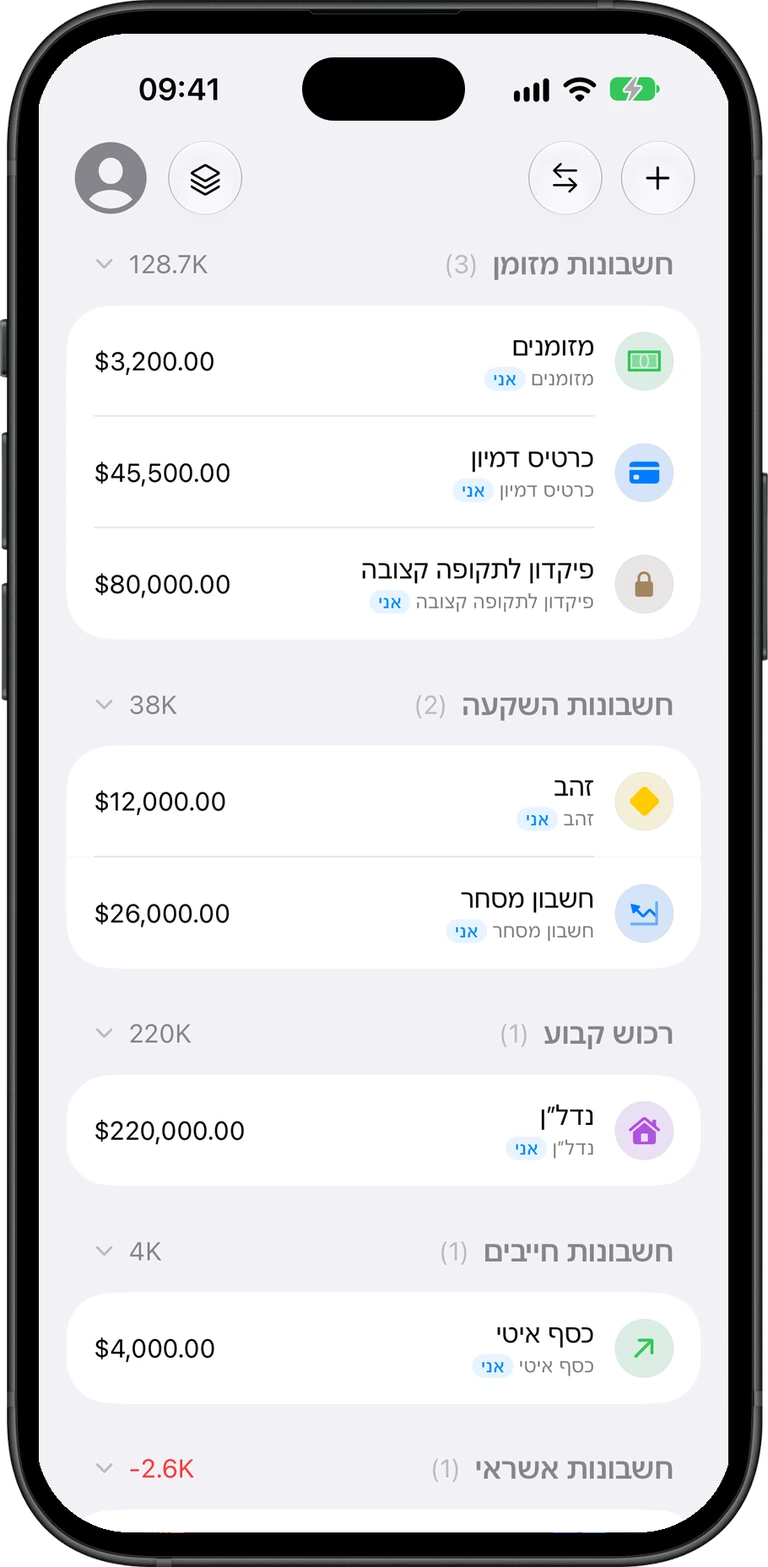 09:41
חשבונות מזומן (3) 128.7K
מזומנים $3,200.00
מזומנים אני
כרטיס דמיון $45,500.00
כרטיס דמיון אני
פיקדון לתקופה קצובה $80,000.00
פיקדון לתקופה קצובה אני
חשבונות השקעה (2) 38K
זהב $12,000.00
זהב אני
חשבון מסחר $26,000.00
חשבון מסחר אני
רכוש קבוע (1) 220K
נדל״ן $220,000.00
נדל״ן אני
חשבונות חייבים (1) 4K
כסף איטי $4,000.00
כסף איטי אני
חשבונות אשראי (1) -2.6K